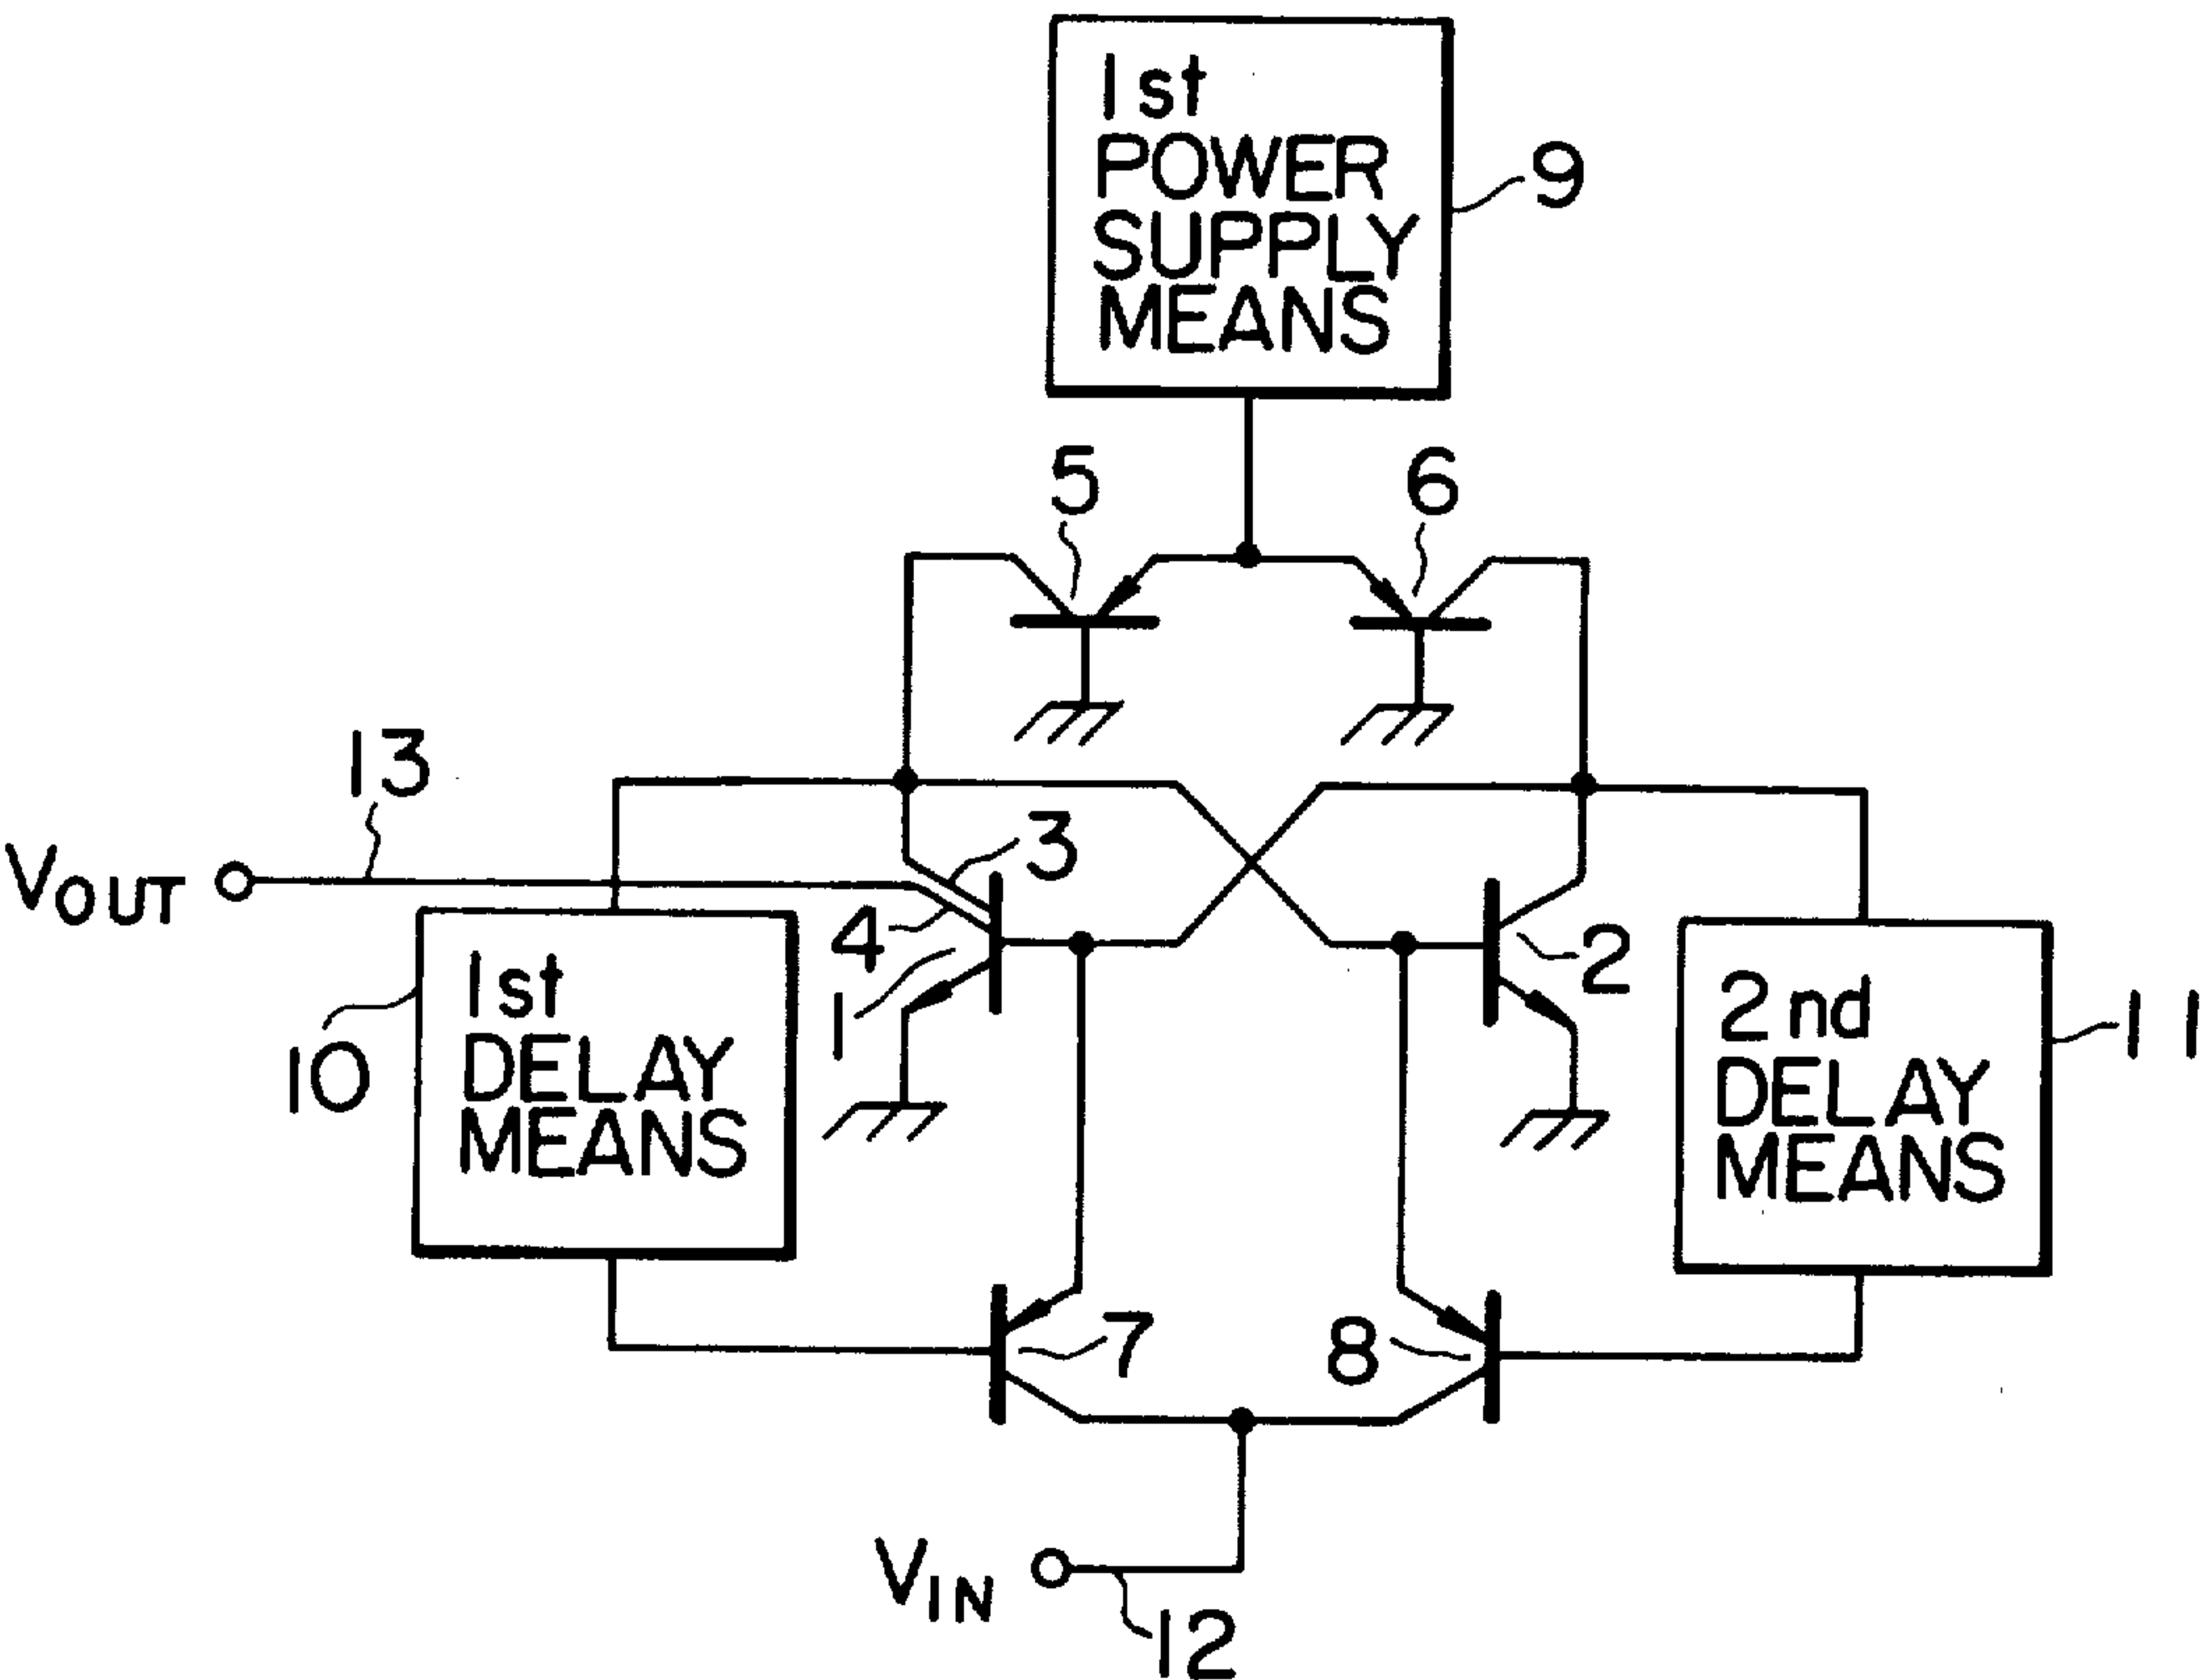 1st
POWER
SUPPLY
MEANS
9
5
6
13
VOUT
3
4
1
2
1st
DELAY
MEANS
10
2nd
DELAY
MEANS
11
7
8
VIN
12